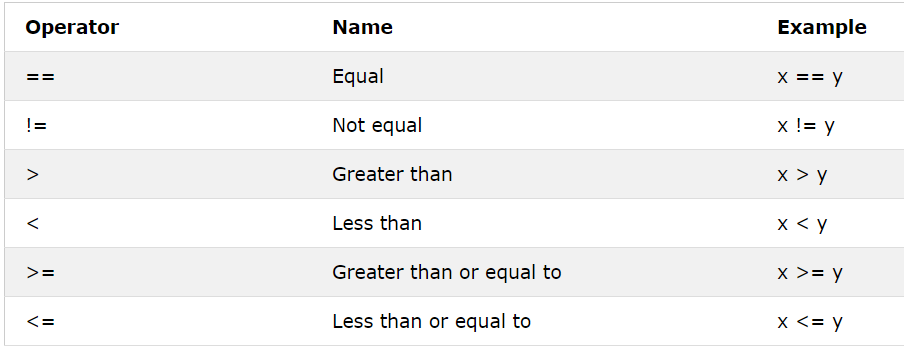 Operator Name Example
== Equal x == y
!= Not equal x != y
> Greater than x > y
< Less than x < y
>= Greater than or equal to x >= y
<= Less than or equal to x <= y